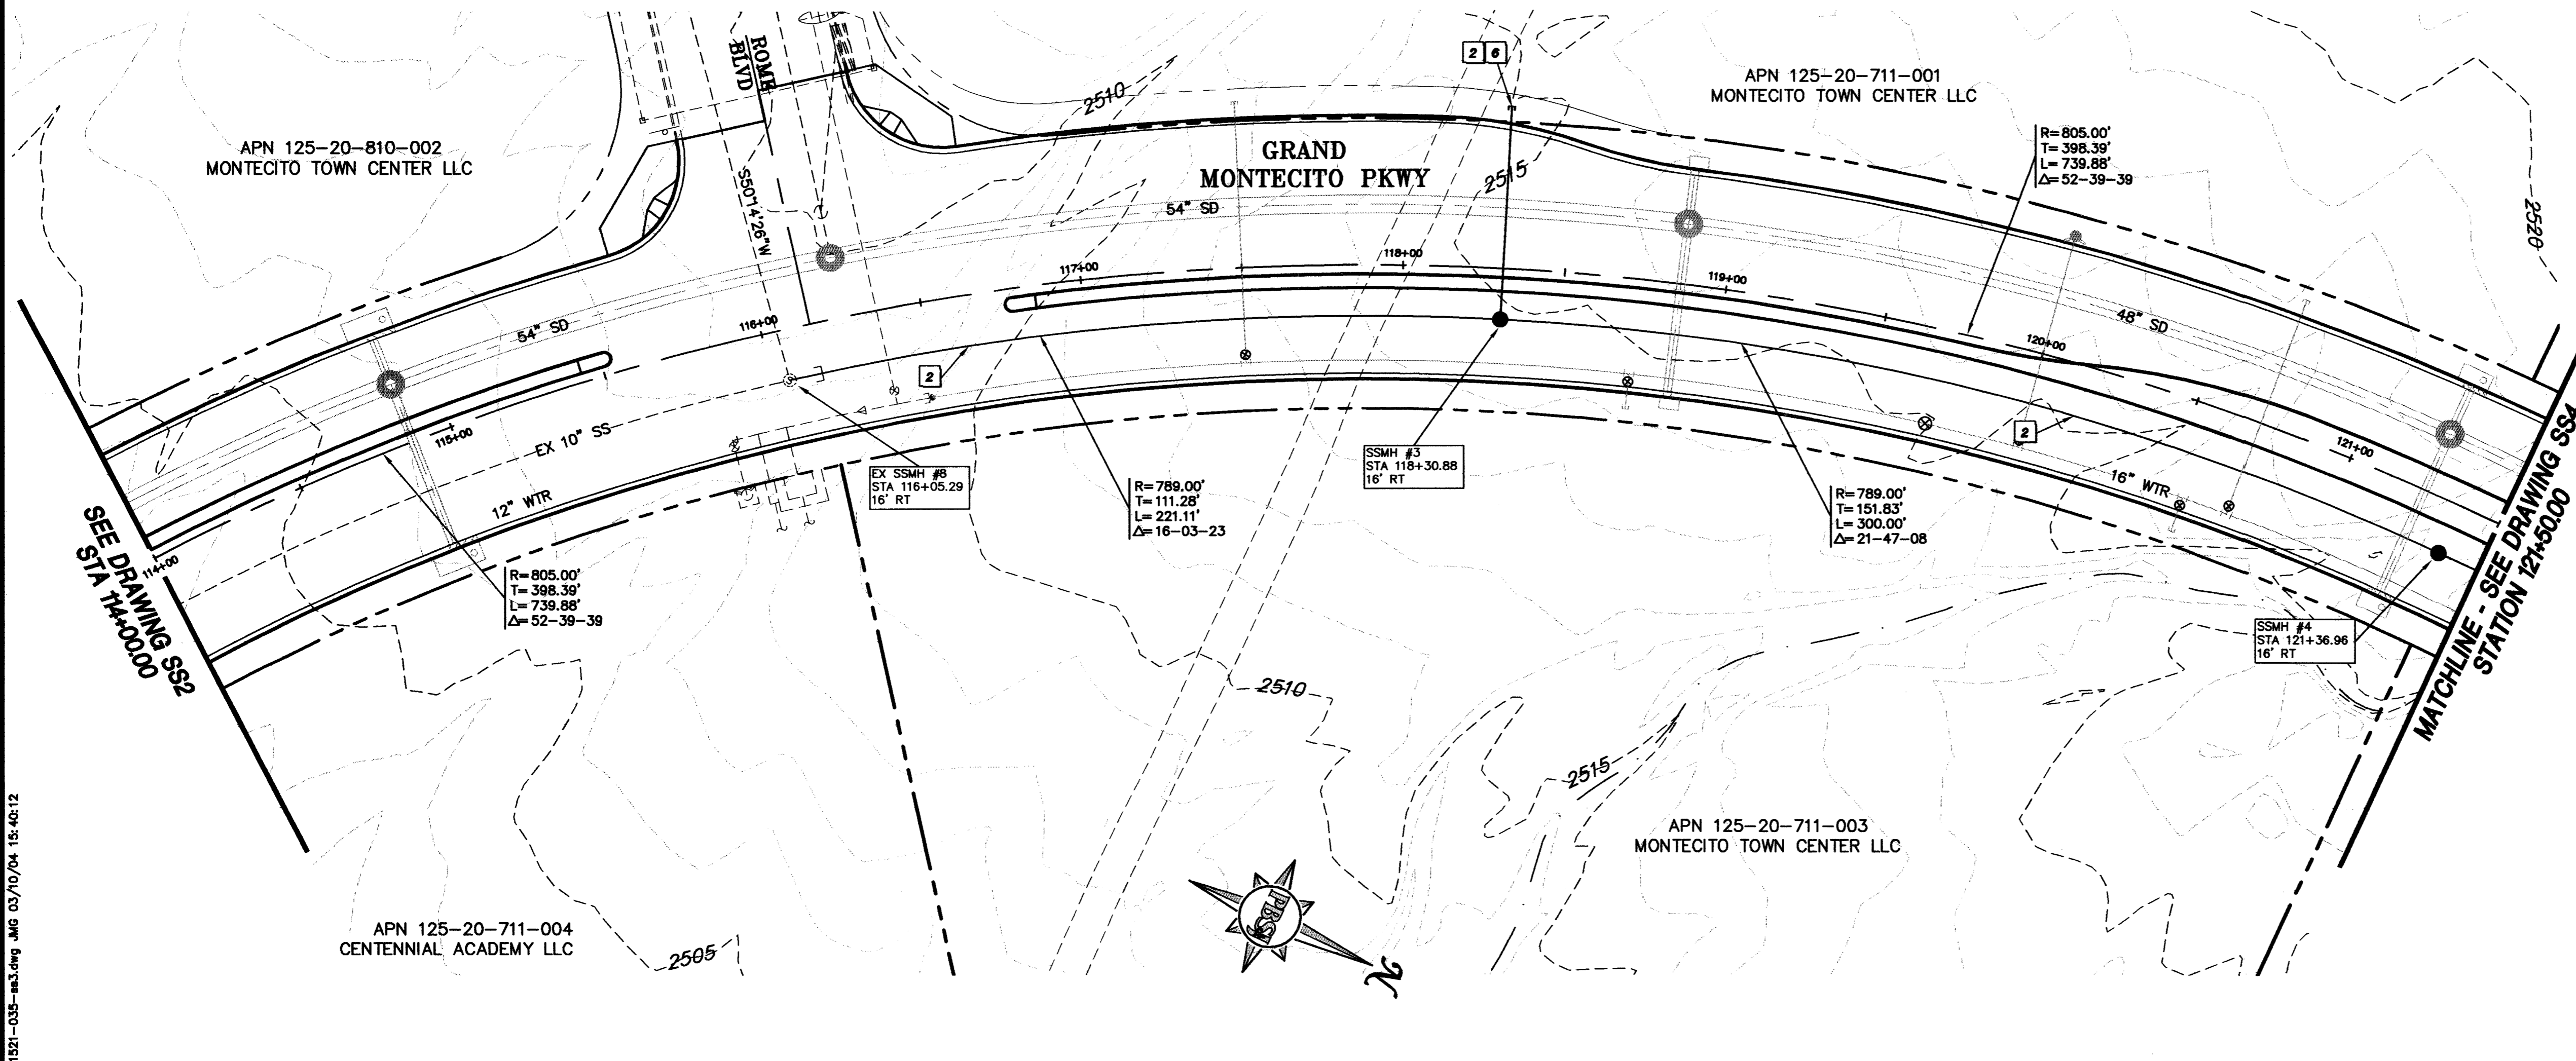 ROME
BLVD
2 6
2510
APN 125-20-711-001
MONTECITO TOWN CENTER LLC
APN 125-20-810-002
MONTECITO TOWN CENTER LLC
GRAND
MONTECITO PKWY
2515
R=805.00'
T=398.39'
L=739.88'
Δ=52-39-39
S50°14'26"W
54" SD
2520
117+00
118+00
119+00
54" SD
116+00
48" SD
120+00
2
115+00
EX 10" SS
2
121+00
EX SSMH #8
STA 116+05.29
16' RT
SSMH #3
STA 118+30.88
16' RT
R=789.00'
T=111.28'
L=221.11'
Δ=16-03-23
R=789.00'
T=151.83'
L=300.00'
Δ=21-47-08
12" WTR
16" WTR
114+00
SEE DRAWING SS2
STA 114+00.00
R=805.00'
T=398.39'
L=739.88'
Δ=52-39-39
SSMH #4
STA 121+36.96
16' RT
MATCHLINE - SEE DRAWING SS4
STATION 121+50.00
2510
2515
APN 125-20-711-003
MONTECITO TOWN CENTER LLC
APN 125-20-711-004
CENTENNIAL ACADEMY LLC
2505
PBSJ
N
1521-035-ss3.dwg JMG 03/10/04 15:40:12